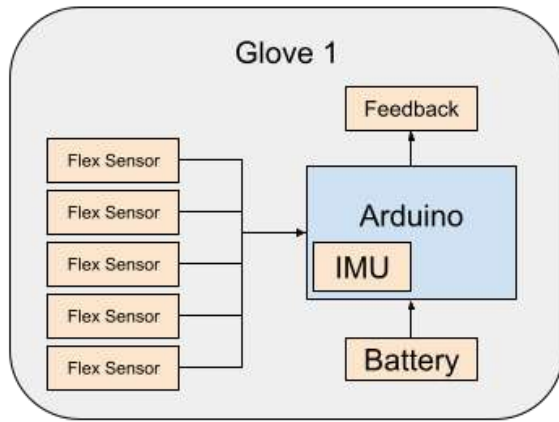 Glove 1
Feedback
Flex Sensor
Flex Sensor
Flex Sensor
Flex Sensor
Flex Sensor
Arduino
IMU
Battery